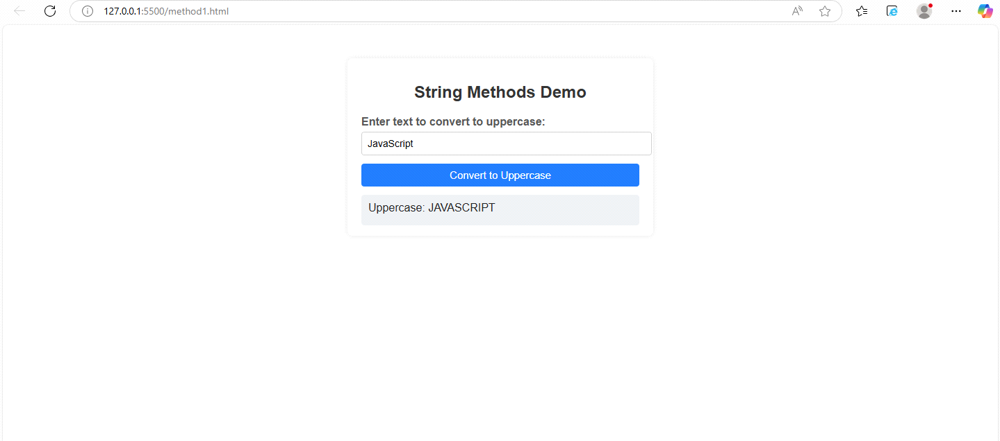 127.0.0.1:5500/method1.html
String Methods Demo
Enter text to convert to uppercase:
JavaScript
Convert to Uppercase
Uppercase: JAVASCRIPT